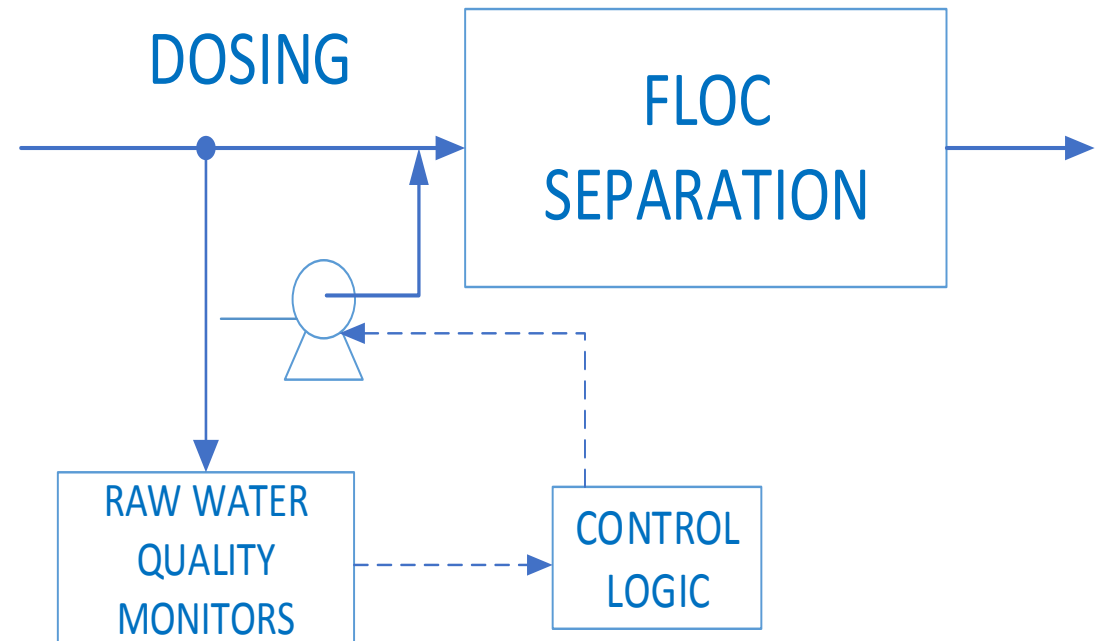 DOSING
FLOC
SEPARATION
RAW WATER
QUALITY
MONITORS
CONTROL
LOGIC